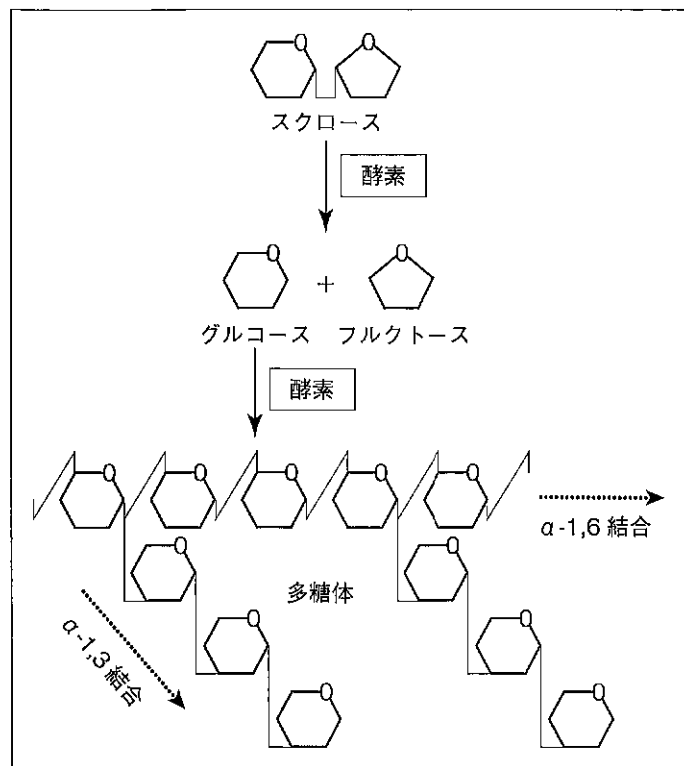 スクロース
酵素
グルコース + フルクトース
酵素
α-1,6 結合
多糖体
α-1,3 結合